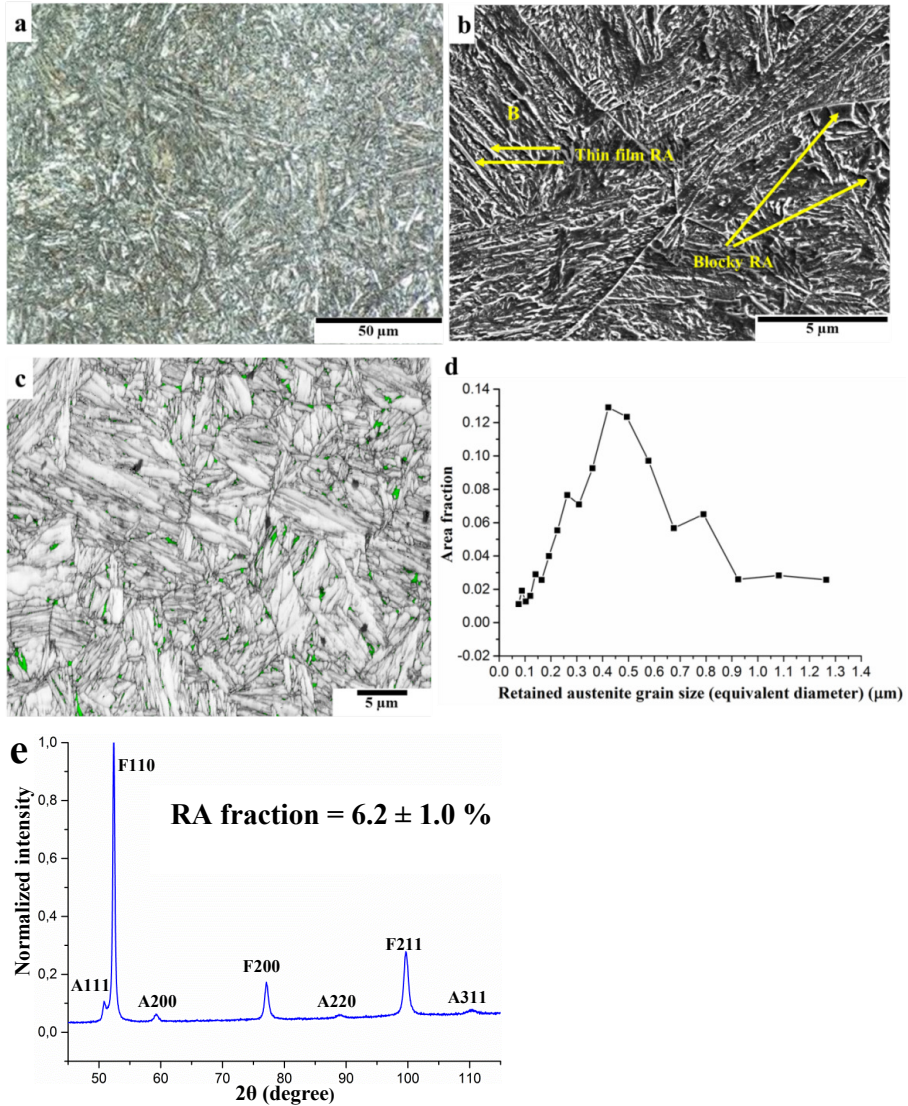 a
50 μm
b
B
Thin film RA
Blocky RA
5 μm
c
5 μm
d
Area fraction
0.14
0.12
0.10
0.08
0.06
0.04
0.02
0.00
-0.02
0.0 0.1 0.2 0.3 0.4 0.5 0.6 0.7 0.8 0.9 1.0 1.1 1.2 1.3 1.4
Retained austenite grain size (equivalent diameter) (μm)
e
Normalized intensity
1,0
0,8
0,6
0,4
0,2
0,0
F110
RA fraction = 6.2 ± 1.0 %
A111
A200
F200
A220
F211
A311
50 60 70 80 90 100 110
2θ (degree)